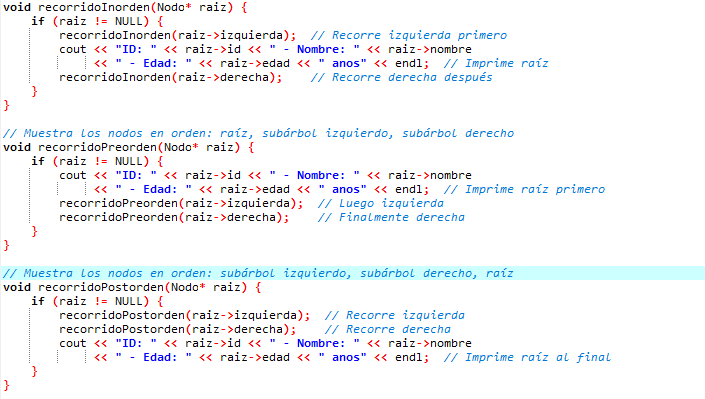 void recorridoInorden(Nodo* raiz) {
    if (raiz != NULL) {
        recorridoInorden(raiz->izquierda);  // Recorre izquierda primero
        cout << "ID: " << raiz->id << " - Nombre: " << raiz->nombre
             << " - Edad: " << raiz->edad << " anos" << endl;  // Imprime raíz
        recorridoInorden(raiz->derecha);    // Recorre derecha después
    }
}

// Muestra los nodos en orden: raíz, subárbol izquierdo, subárbol derecho
void recorridoPreorden(Nodo* raiz) {
    if (raiz != NULL) {
        cout << "ID: " << raiz->id << " - Nombre: " << raiz->nombre
             << " - Edad: " << raiz->edad << " anos" << endl;  // Imprime raíz primero
        recorridoPreorden(raiz->izquierda);  // Luego izquierda
        recorridoPreorden(raiz->derecha);    // Finalmente derecha
    }
}

// Muestra los nodos en orden: subárbol izquierdo, subárbol derecho, raíz
void recorridoPostorden(Nodo* raiz) {
    if (raiz != NULL) {
        recorridoPostorden(raiz->izquierda);  // Recorre izquierda
        recorridoPostorden(raiz->derecha);    // Recorre derecha
        cout << "ID: " << raiz->id << " - Nombre: " << raiz->nombre
             << " - Edad: " << raiz->edad << " anos" << endl;  // Imprime raíz al final
    }
}